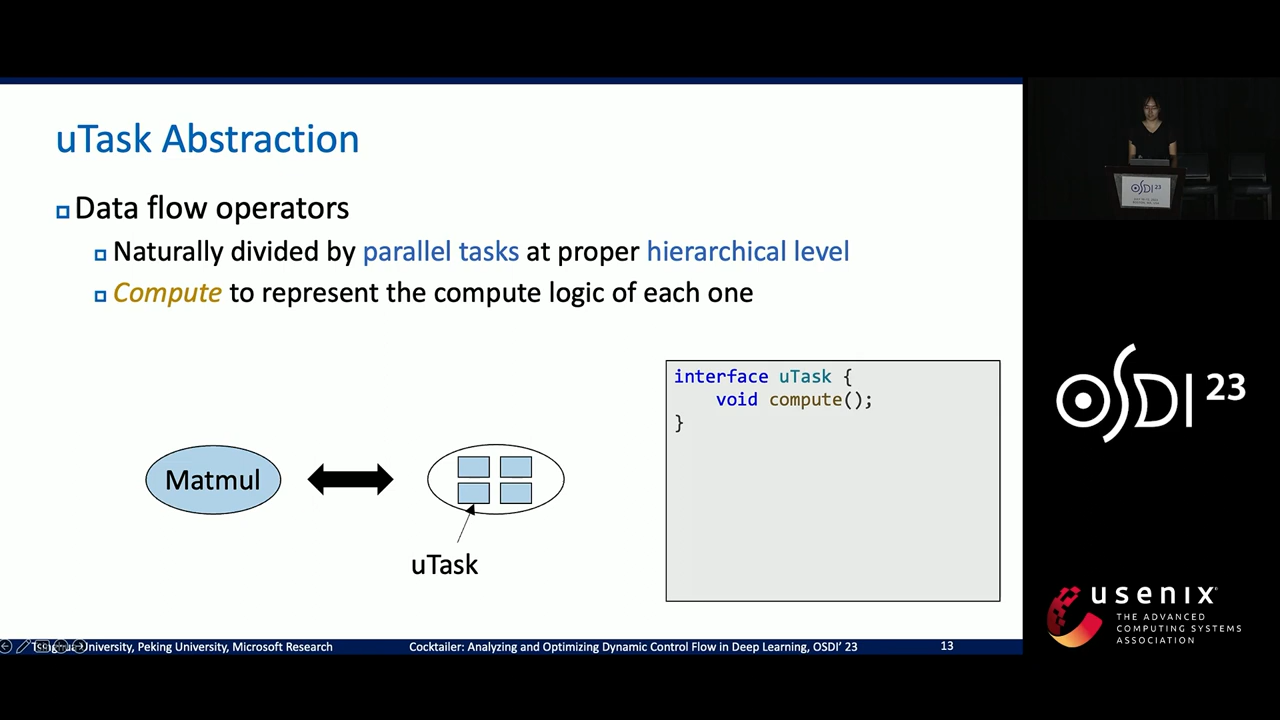 uTask Abstraction
Data flow operators
Naturally divided by parallel tasks at proper hierarchical level
Compute to represent the compute logic of each one
interface uTask {
void compute();
}
Matmul
uTask
University, Peking University, Microsoft Research
Cocktailer: Analyzing and Optimizing Dynamic Control Flow in Deep Learning, OSDI' 23
13
OSDI 23
OSDI 23
usenix
THE ADVANCED
COMPUTING SYSTEMS
ASSOCIATION